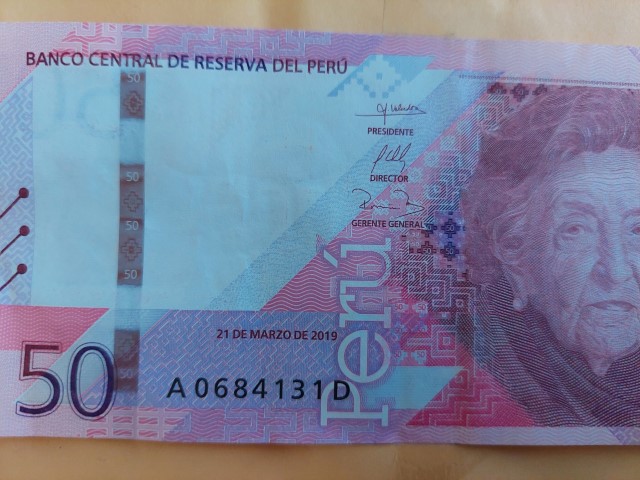 BANCO CENTRAL DE RESERVA DEL PERÚ
50
50
50
50
50
50
A0684131D
21 DE MARZO DE 2019
Perú
PRESIDENTE
DIRECTOR
GERENTE GENERAL